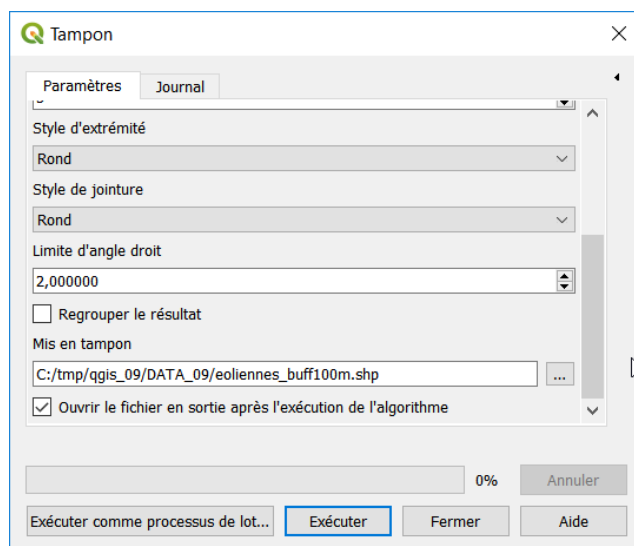 Tampon
Paramètres
Journal
Style d'extrémité
Rond
Style de jointure
Rond
Limite d'angle droit
2,000000
Regrouper le résultat
Mis en tampon
C:/tmp/qgis_09/DATA_09/eoliennes_buff100m.shp
...
Ouvrir le fichier en sortie après l'exécution de l'algorithme
0%
Annuler
Exécuter comme processus de lot...
Exécuter
Fermer
Aide